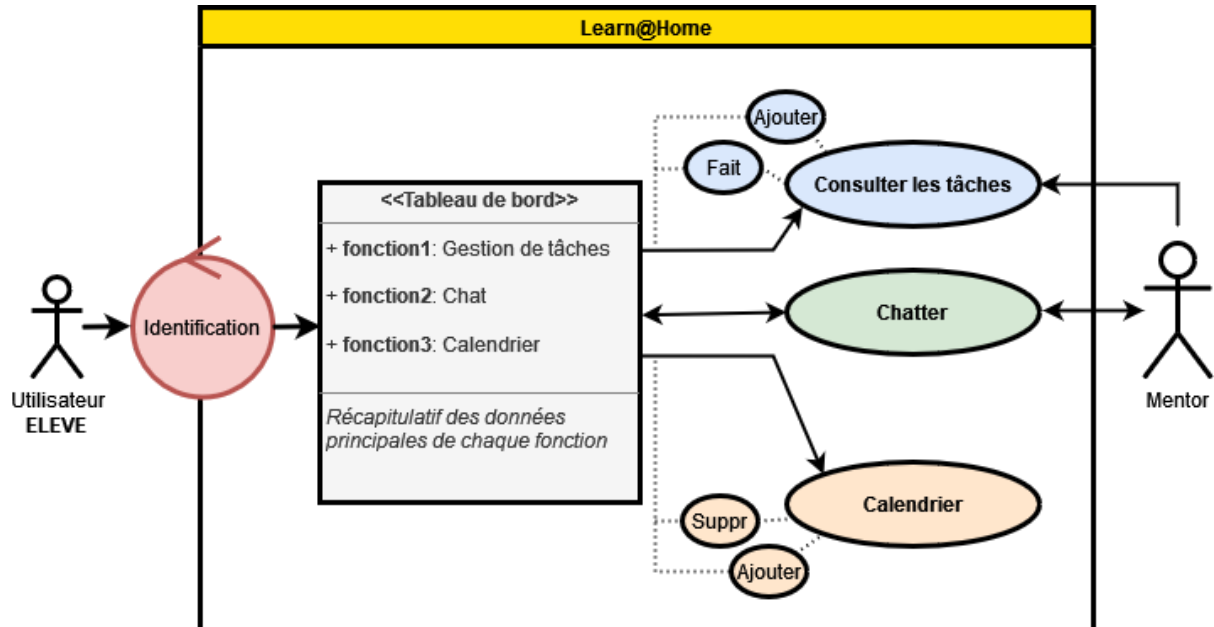 Learn@Home
Ajouter
Fait
Consulter les tâches
<<Tableau de bord>>
+ fonction1: Gestion de tâches
+ fonction2: Chat
+ fonction3: Calendrier
Récapitulatif des données
principales de chaque fonction
Identification
Utilisateur
ELEVE
Chatter
Mentor
Calendrier
Suppr
Ajouter